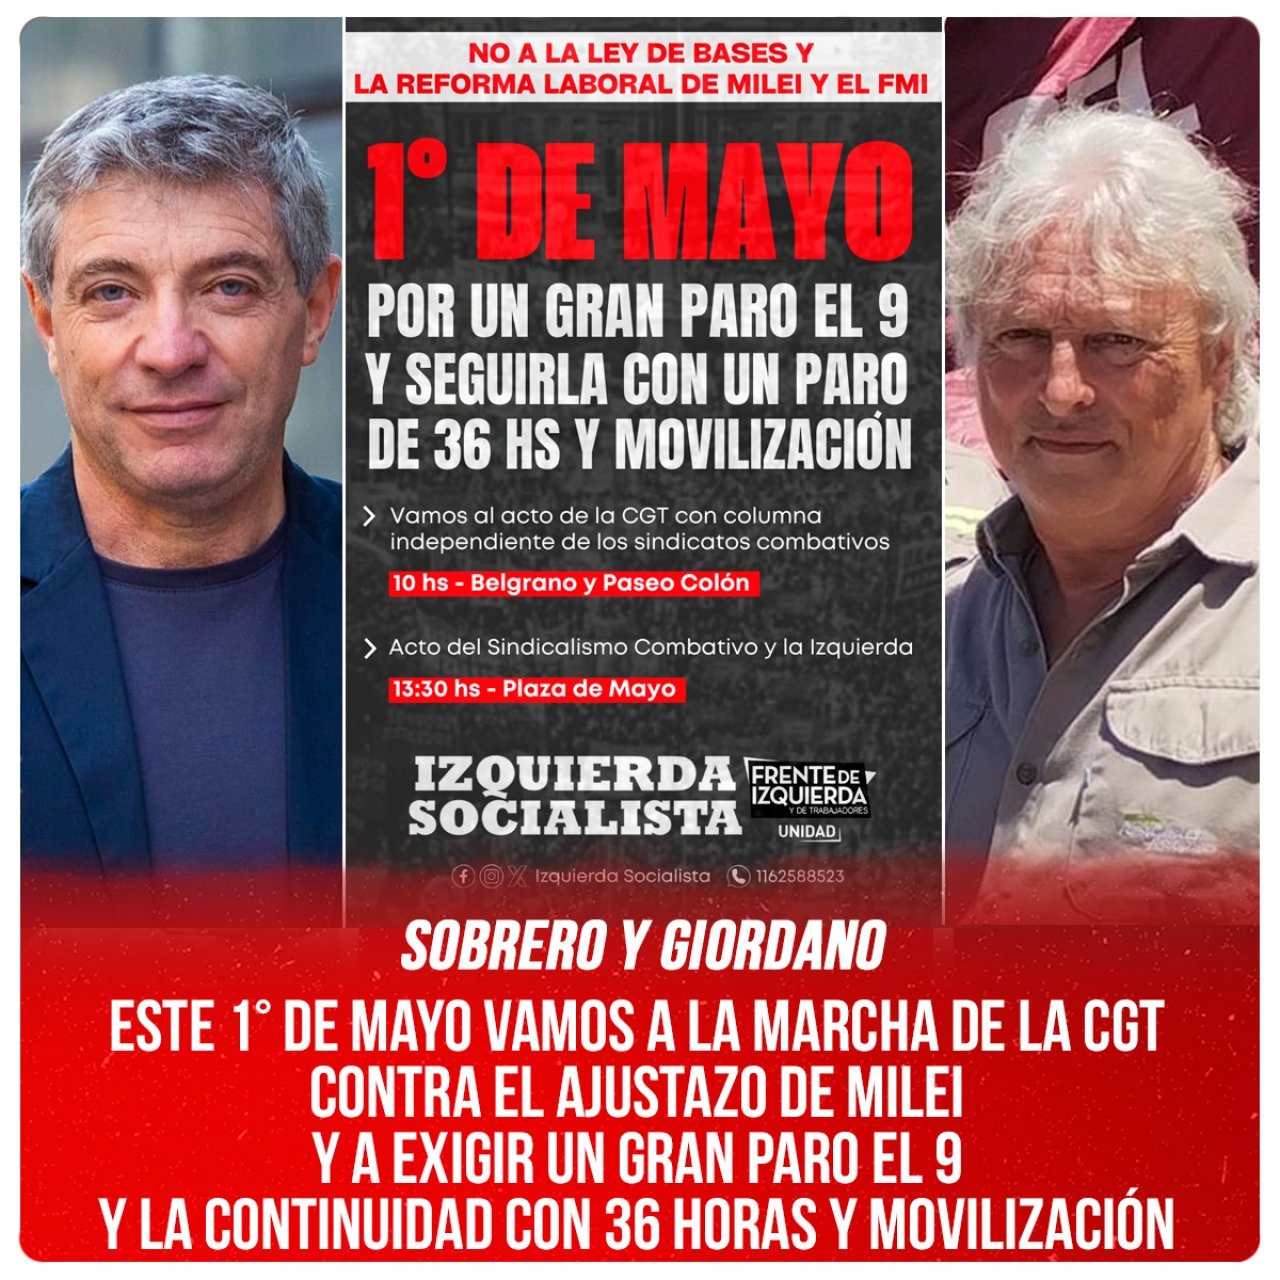 NO A LA LEY DE BASES Y
LA REFORMA LABORAL DE MILEI Y EL FMI
1° DE MAYO
POR UN GRAN PARO EL 9
Y SEGUIRLA CON UN PARO
DE 36 HS Y MOVILIZACIÓN
Vamos al acto de la CGT con columna
independiente de los sindicatos combativos
10 hs - Belgrano y Paseo Colón
Acto del Sindicalismo Combativo y la Izquierda
13:30 hs - Plaza de Mayo
IZQUIERDA
SOCIALISTA
FRENTE DE
IZQUIERDA
Y DE TRABAJADORES
UNIDAD
Izquierda Socialista 1162588523
SOBRERO Y GIORDANO
ESTE 1° DE MAYO VAMOS A LA MARCHA DE LA CGT
CONTRA EL AJUSTAZO DE MILEI
Y A EXIGIR UN GRAN PARO EL 9
Y LA CONTINUIDAD CON 36 HORAS Y MOVILIZACIÓN